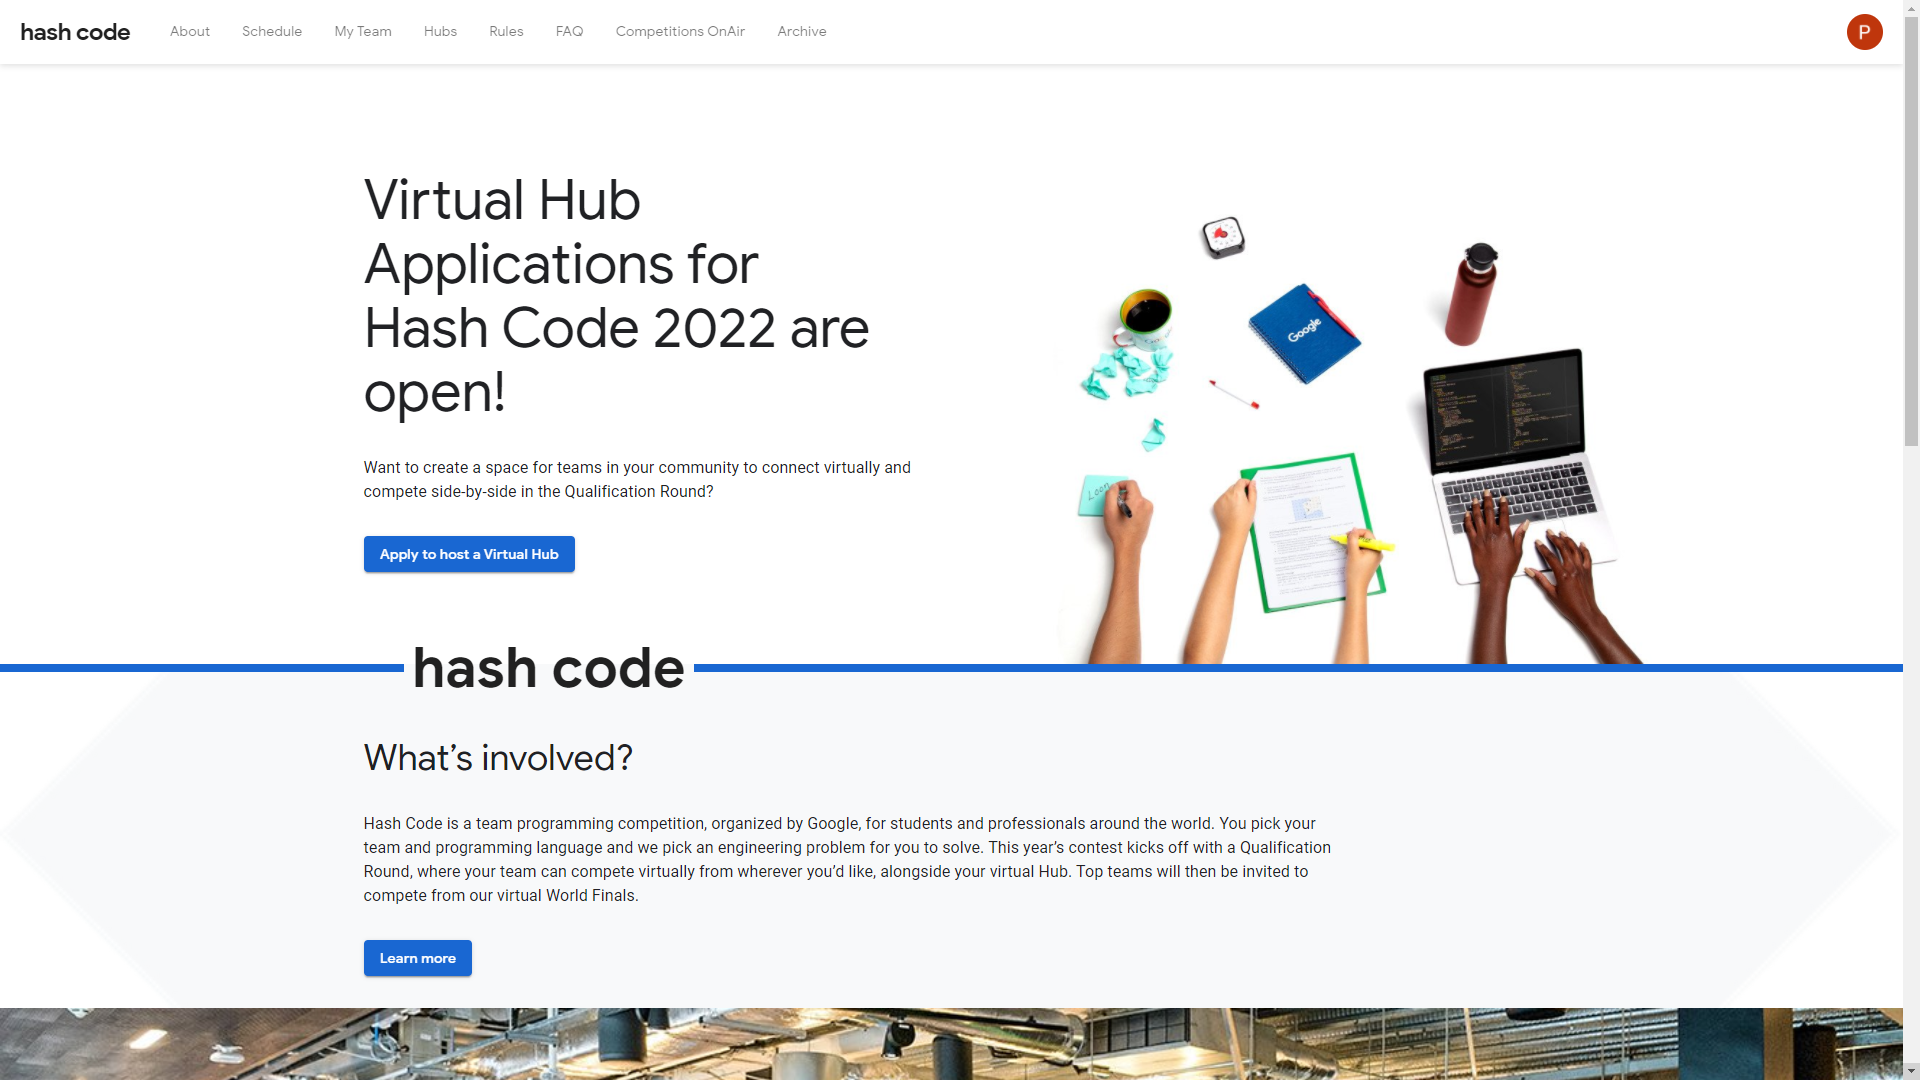 hash code
About Schedule My Team Hubs Rules FAQ Competitions OnAir Archive
P
Virtual Hub
Applications for
Hash Code 2022 are
open!
Want to create a space for teams in your community to connect virtually and
compete side-by-side in the Qualification Round?
Apply to host a Virtual Hub
Google
Loon
hash code
What’s involved?
Hash Code is a team programming competition, organized by Google, for students and professionals around the world. You pick your
team and programming language and we pick an engineering problem for you to solve. This year’s contest kicks off with a Qualification
Round, where your team can compete virtually from wherever you’d like, alongside your virtual Hub. Top teams will then be invited to
compete from our virtual World Finals.
Learn more